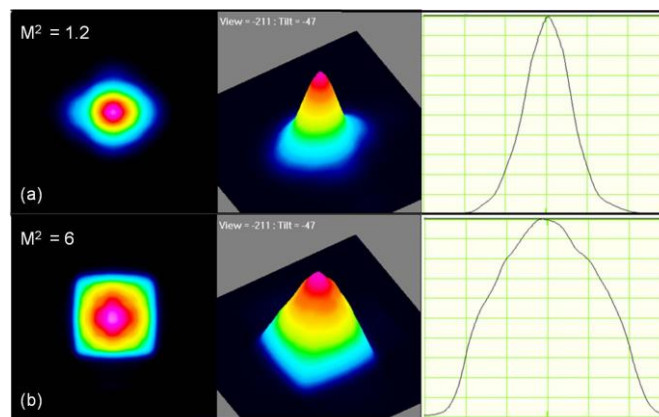 M² = 1.2
View = -211 : Tilt = -47
(a)
M² = 6
View = -211 : Tilt = -47
(b)